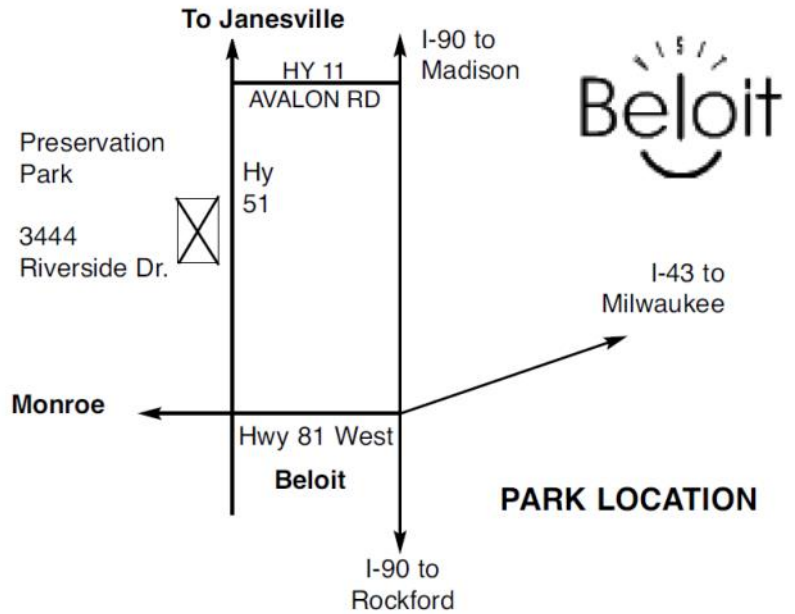 To Janesville
I-90 to
Madison
HY 11
AVALON RD
VISIT
Beloit
Preservation
Park
Hy
51
3444
Riverside Dr.
I-43 to
Milwaukee
Monroe
Hwy 81 West
Beloit
PARK LOCATION
I-90 to
Rockford